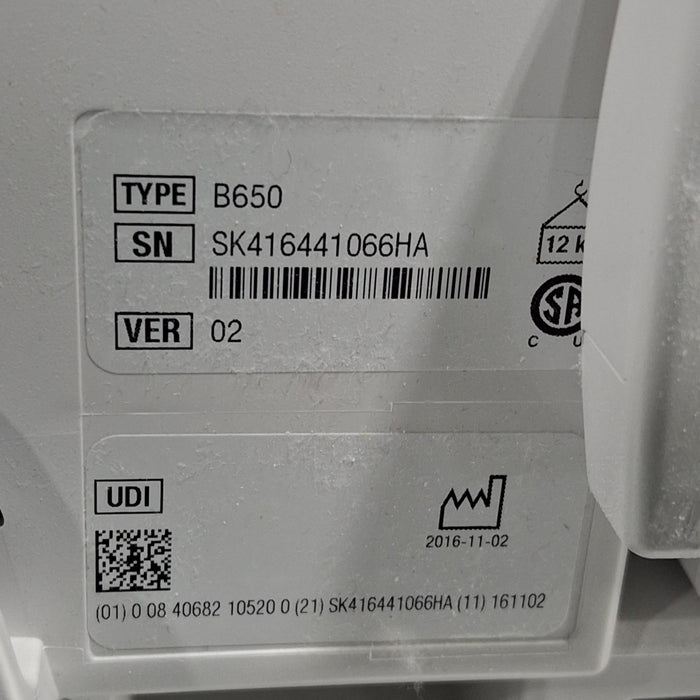 TYPE B650
SN SK416441066HA
12
VER 02
C
UDI
2016-11-02
(01) 0 08 40682 10520 0 (21) SK416441066HA (11) 161102